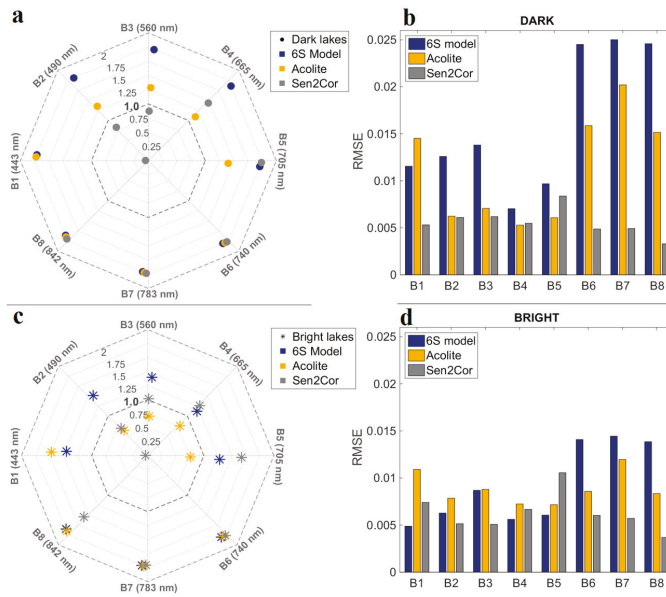 a
B3 (560 nm)
B2 (490 nm)
B4 (665 nm)
B1 (443 nm)
B5 (705 nm)
B8 (842 nm)
B6 (740 nm)
B7 (783 nm)
2
1.75
1.5
1.25
1.0
0.75
0.5
0.25
Dark lakes
6S Model
Acolite
Sen2Cor
b
DARK
6S model
Acolite
Sen2Cor
RMSE
0.025
0.02
0.015
0.01
0.005
0
B1 B2 B3 B4 B5 B6 B7 B8
c
B3 (560 nm)
B2 (490 nm)
B4 (665 nm)
B1 (443 nm)
B5 (705 nm)
B8 (842 nm)
B6 (740 nm)
B7 (783 nm)
2
1.75
1.5
1.25
1.0
0.75
0.5
0.25
Bright lakes
6S Model
Acolite
Sen2Cor
d
BRIGHT
6S model
Acolite
Sen2Cor
RMSE
0.025
0.02
0.015
0.01
0.005
0
B1 B2 B3 B4 B5 B6 B7 B8